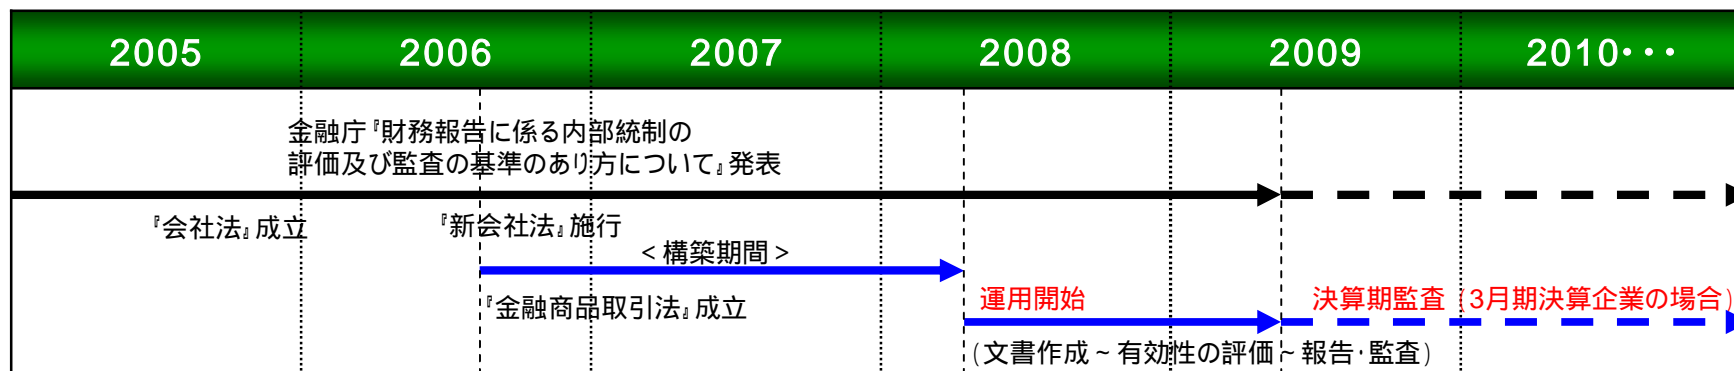 2005 2006 2007 2008 2009 2010・・・
金融庁『財務報告に係る内部統制の
評価及び監査の基準のあり方について』発表
『会社法』成立 『新会社法』施行
<構築期間>
『金融商品取引法』成立 運用開始 決算期監査(3月期決算企業の場合)
(文書作成~有効性の評価~報告・監査)